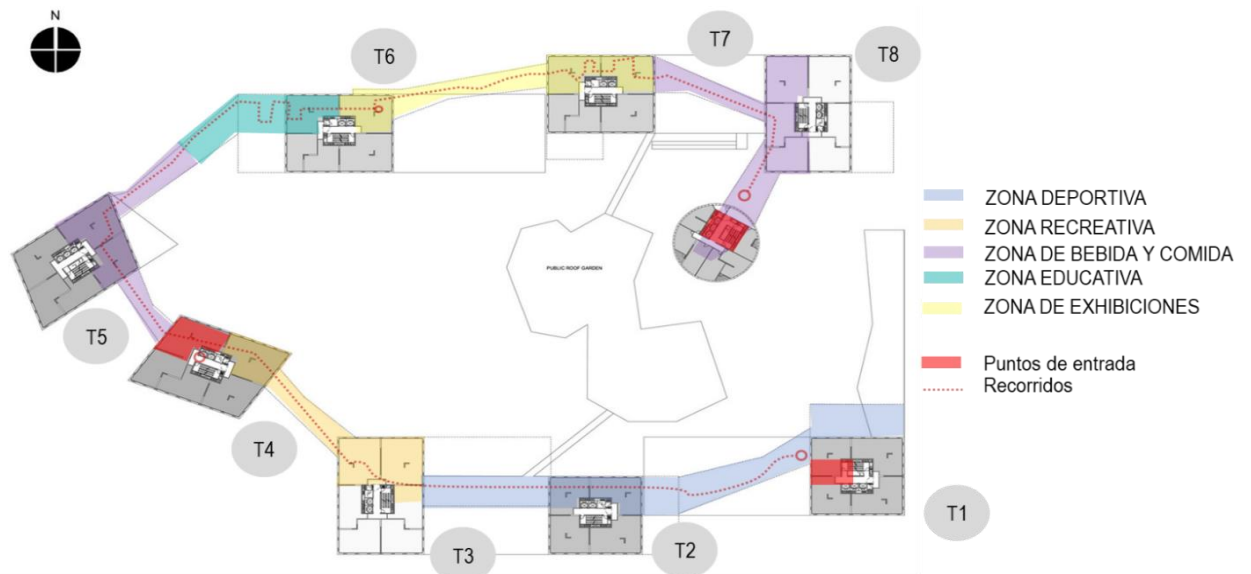 N
T6
T7
T8
T5
T4
T3
T2
T1
PUBLIC ROOF GARDEN
ZONA DEPORTIVA
ZONA RECREATIVA
ZONA DE BEBIDA Y COMIDA
ZONA EDUCATIVA
ZONA DE EXHIBICIONES
Puntos de entrada
Recorridos